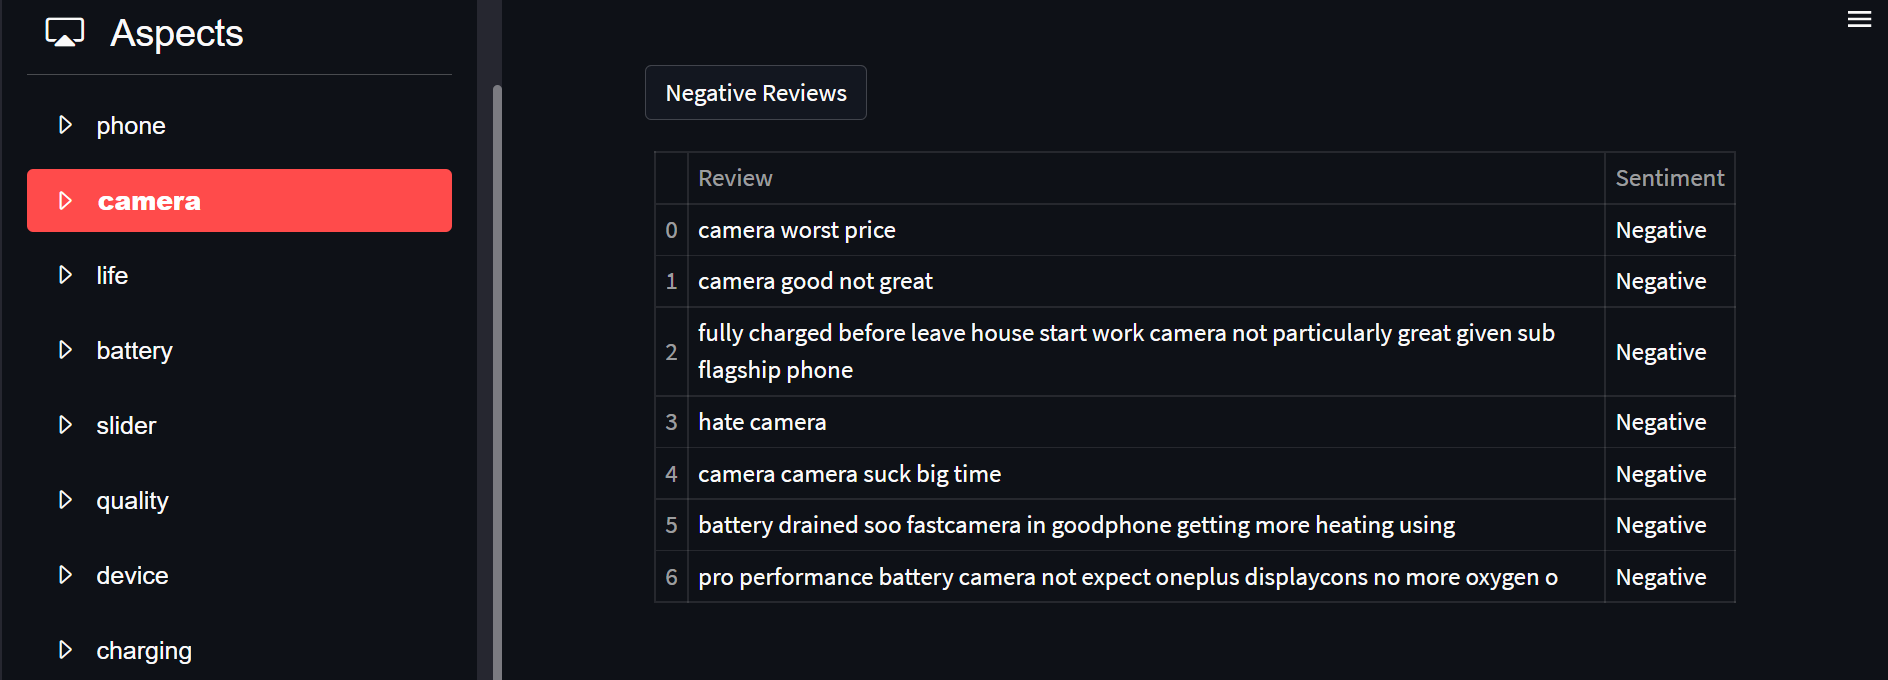 Aspects
phone
camera
life
battery
slider
quality
device
charging
Negative Reviews
Review Sentiment
0 camera worst price Negative
1 camera good not great Negative
2 fully charged before leave house start work camera not particularly great given sub
flagship phone Negative
3 hate camera Negative
4 camera camera suck big time Negative
5 battery drained soo fastcamera in goodphone getting more heating using Negative
6 pro performance battery camera not expect oneplus displaycons no more oxygen o Negative